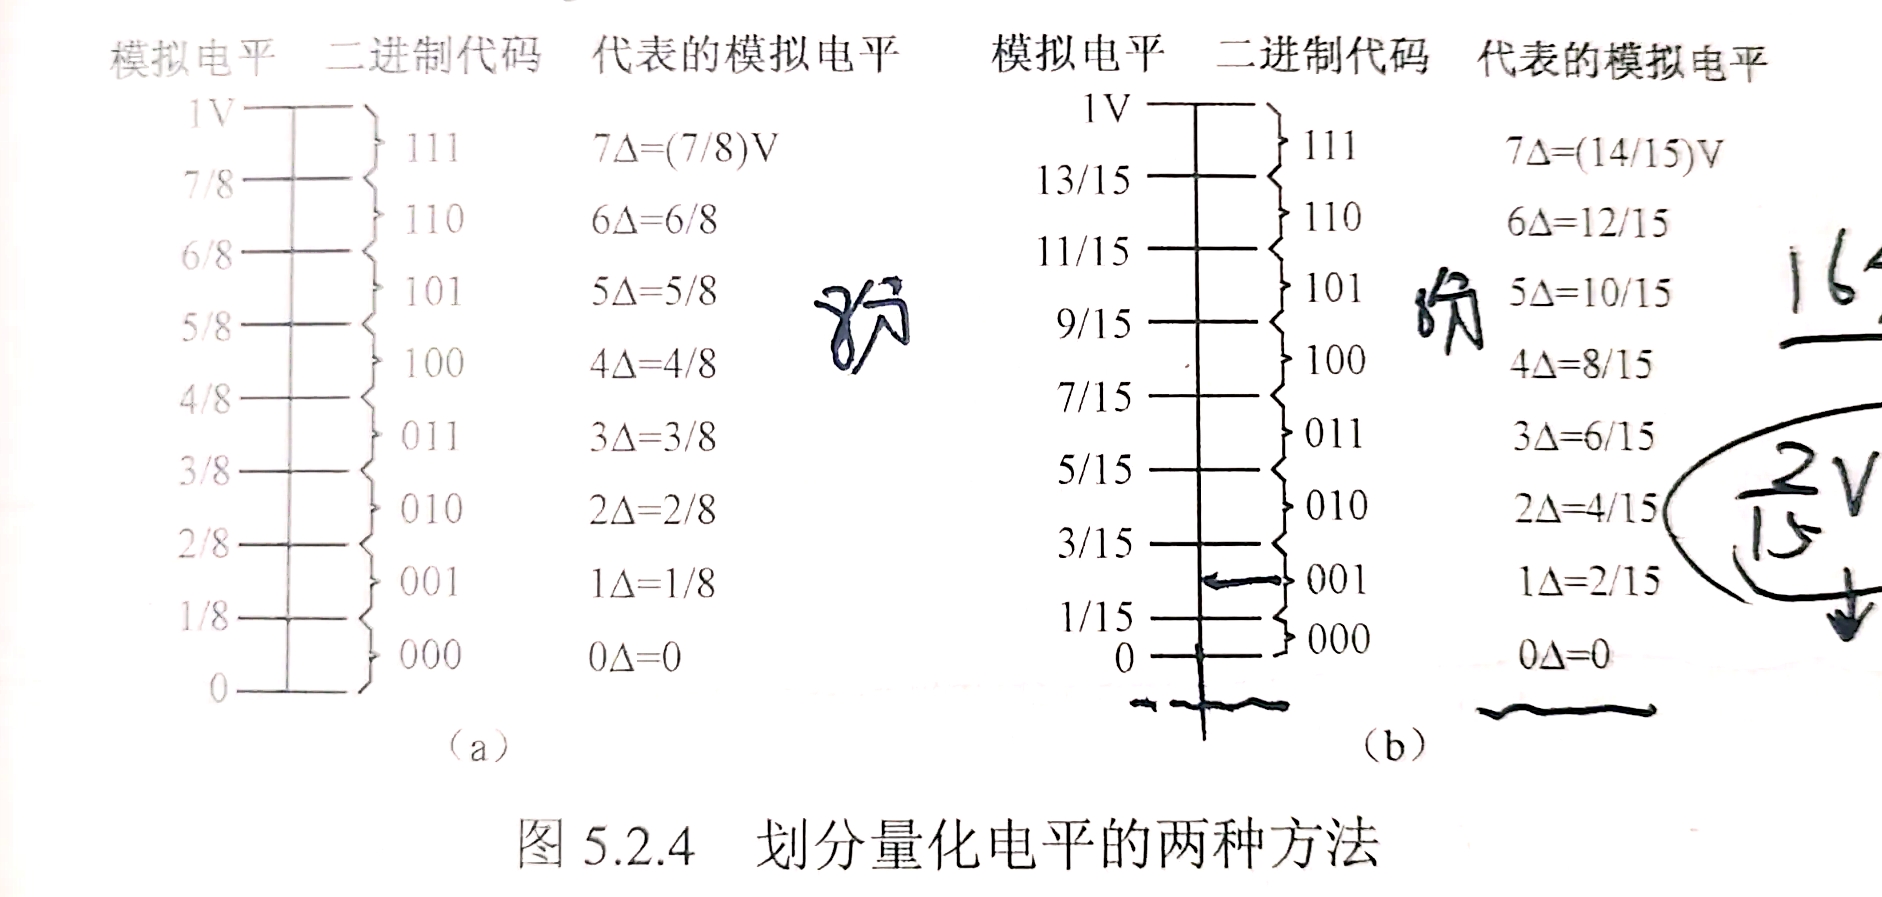 模拟电平 二进制代码 代表的模拟电平
1V
111 7Δ=(7/8)V
7/8
110 6Δ=6/8
6/8
101 5Δ=5/8
5/8
100 4Δ=4/8
4/8
011 3Δ=3/8
3/8
010 2Δ=2/8
2/8
001 1Δ=1/8
1/8
000 0Δ=0
0
(a)
8份
模拟电平 二进制代码 代表的模拟电平
1V
111 7Δ=(14/15)V
13/15
110 6Δ=12/15
11/15
101 5Δ=10/15
9/15
100 4Δ=8/15
7/15
011 3Δ=6/15
5/15
010 2Δ=4/15
3/15
001 1Δ=2/15
1/15
000 0Δ=0
0
(b)
8份
16
2/15 V
图 5.2.4 划分量化电平的两种方法